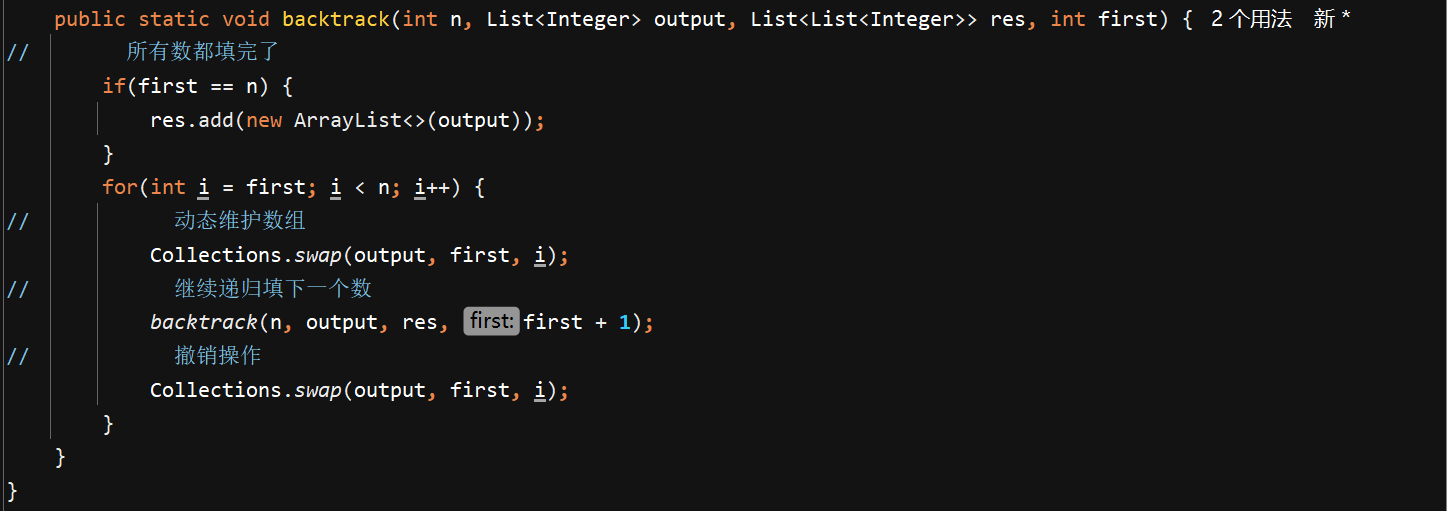 public static void backtrack(int n, List<Integer> output, List<List<Integer>> res, int first) { 2个用法 新 *
// 所有数都填完了
if(first == n) {
res.add(new ArrayList<>(output));
}
for(int i = first; i < n; i++) {
// 动态维护数组
Collections.swap(output, first, i);
// 继续递归填下一个数
backtrack(n, output, res, first: first + 1);
// 撤销操作
Collections.swap(output, first, i);
}
}
}